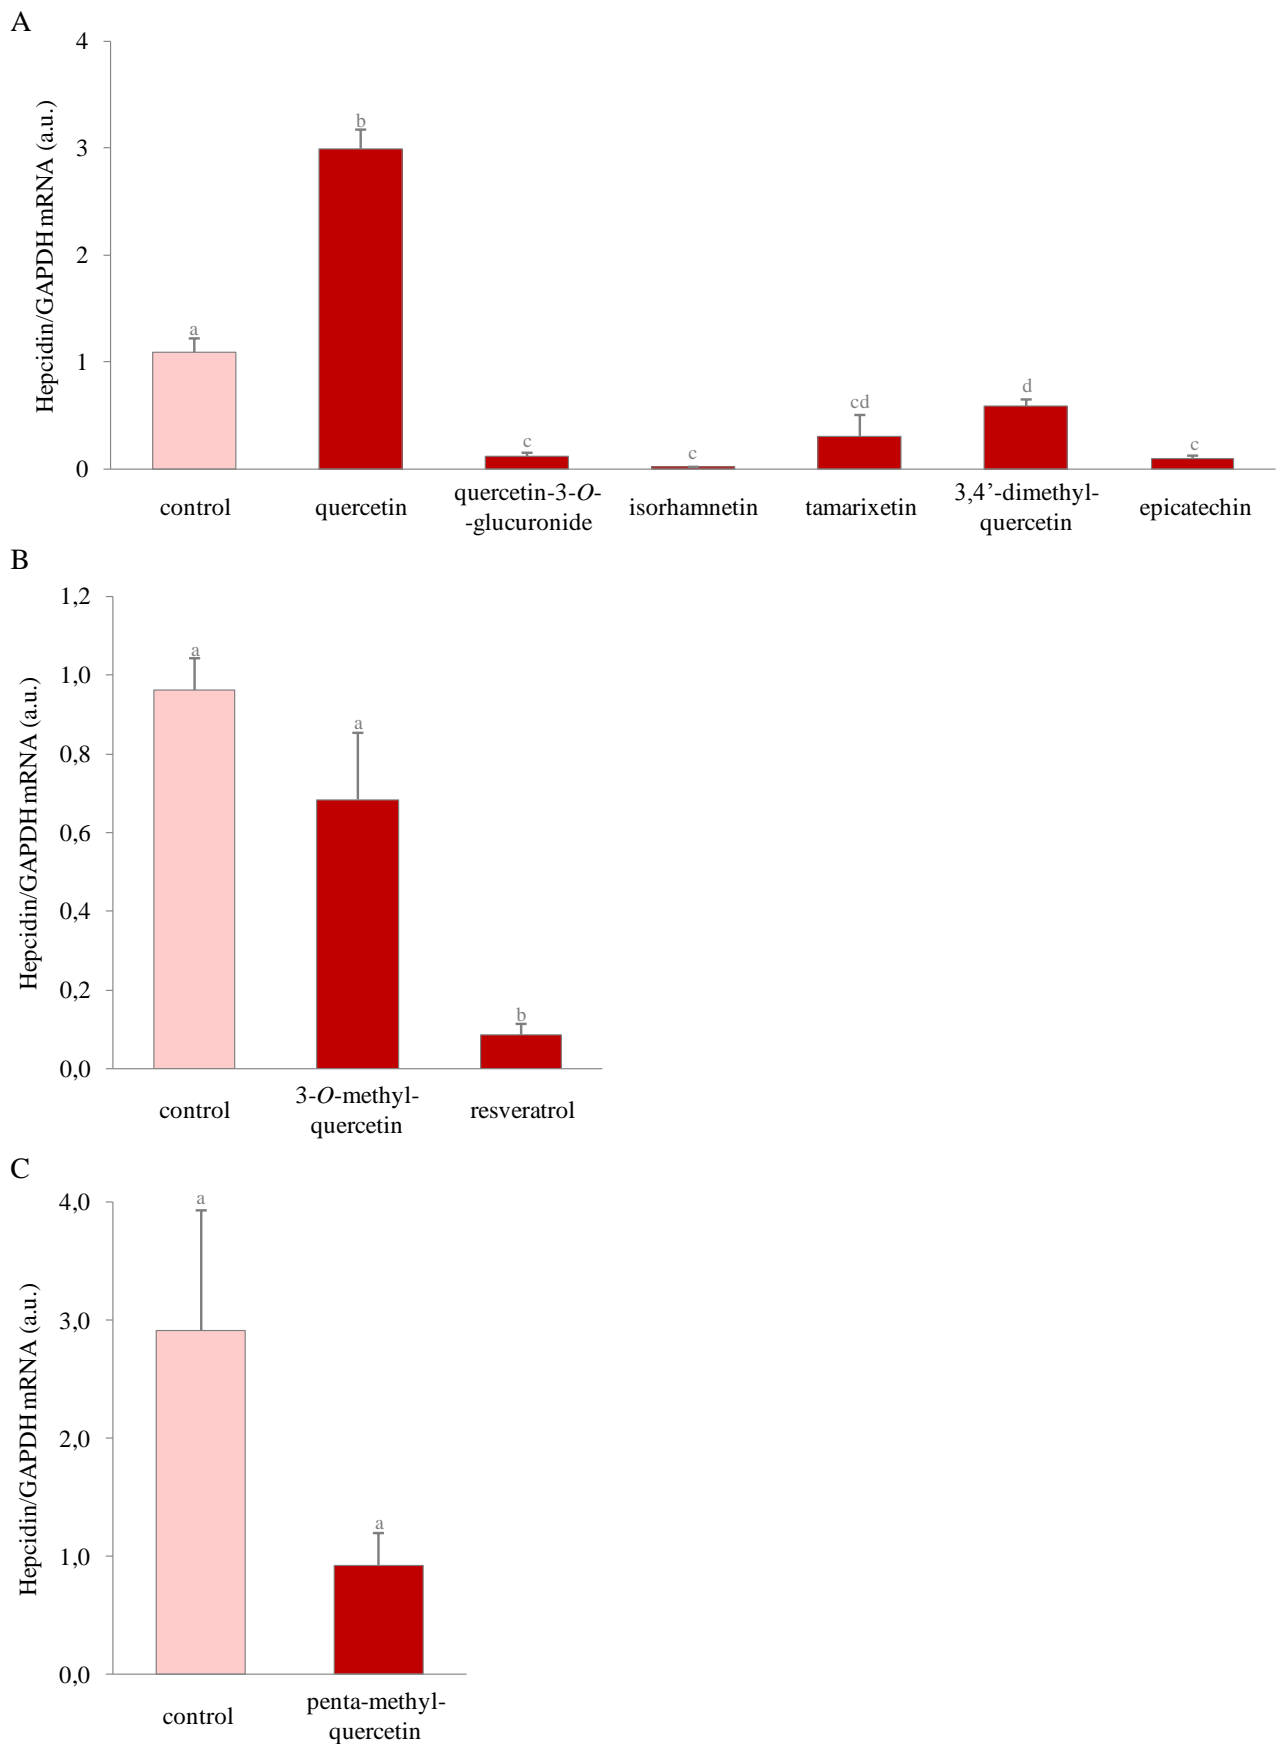 A
Hepcidin/GAPDH mRNA (a.u.)
4
3
2
1
0
a
b
c
c
cd
d
c
control
quercetin
quercetin-3-O-
-glucuronide
isorhamnetin
tamarixetin
3,4’-dimethyl-
quercetin
epicatechin
B
Hepcidin/GAPDH mRNA (a.u.)
1,2
1,0
0,8
0,6
0,4
0,2
0,0
a
a
b
control
3-O-methyl-
quercetin
resveratrol
C
Hepcidin/GAPDH mRNA (a.u.)
4,0
3,0
2,0
1,0
0,0
a
a
control
penta-methyl-
quercetin